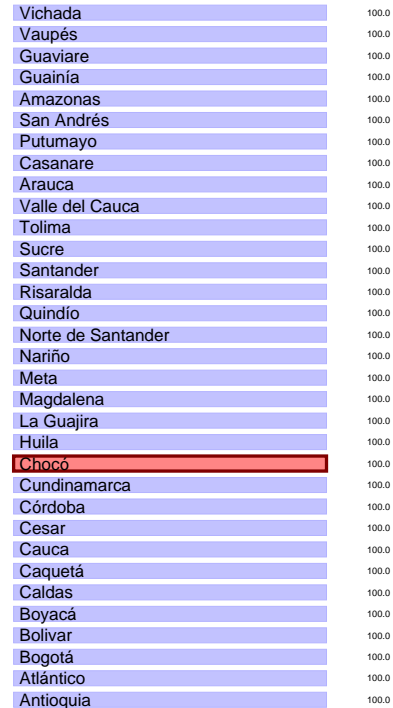 Vichada 100.0
Vaupés 100.0
Guaviare 100.0
Guainía 100.0
Amazonas 100.0
San Andrés 100.0
Putumayo 100.0
Casanare 100.0
Arauca 100.0
Valle del Cauca 100.0
Tolima 100.0
Sucre 100.0
Santander 100.0
Risaralda 100.0
Quindío 100.0
Norte de Santander 100.0
Nariño 100.0
Meta 100.0
Magdalena 100.0
La Guajira 100.0
Huila 100.0
Chocó 100.0
Cundinamarca 100.0
Córdoba 100.0
Cesar 100.0
Cauca 100.0
Caquetá 100.0
Caldas 100.0
Boyacá 100.0
Bolivar 100.0
Bogotá 100.0
Atlántico 100.0
Antioquia 100.0